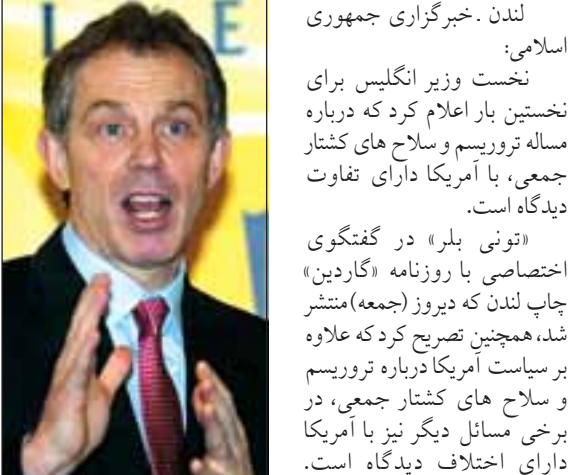 لندن ـ خبرگزاری جمهوری
اسلامی:
نخست وزیر انگلیس برای
نخستین بار اعلام کرد که درباره
مساله تروریسم و سلاح های کشتار
جمعی، با آمریکا دارای تفاوت
دیدگاه است.
«تونی بلر» در گفتگوی
اختصاصی با روزنامه «گاردین»
چاپ لندن که دیروز (جمعه) منتشر
شد، همچنین تصریح کرد که علاوه
بر سیاست آمریکا درباره تروریسم
و سلاح های کشتار جمعی، در
برخی مسائل دیگر نیز با آمریکا
دارای اختلاف دیدگاه است.